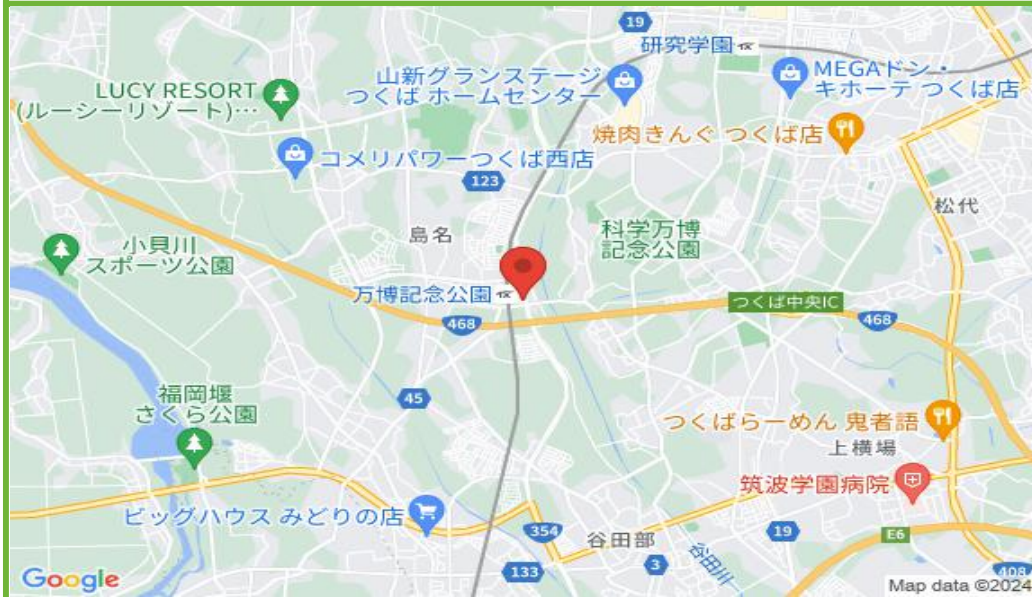 19
研究学園
LUCY RESORT
(ルーシーリゾート)…
山新グランステージ
つくば ホームセンター
MEGAドン・
キホーテ つくば店
焼肉きんぐ つくば店
コメリパワーつくば西店
123
松代
島名
科学万博
記念公園
小貝川
スポーツ公園
万博記念公園
つくば中央IC
468
468
福岡堰
さくら公園
45
つくばらーめん 鬼者語
上横場
筑波学園病院
ビッグハウス みどりの店
354
谷田部
19
E6
133
3
谷田川
408
Google
Map data ©2024